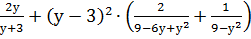 2y/(y+3) + (y − 3)² · (2/(9−6y+y²) + 1/(9−y²))